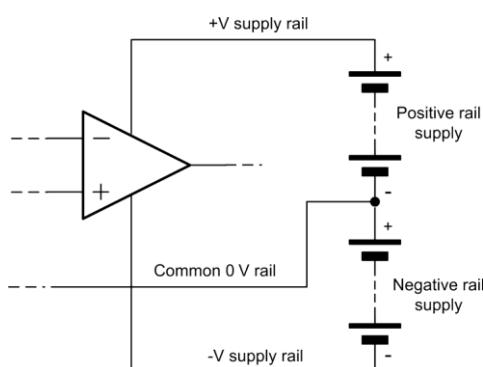 +V supply rail
+
Positive rail
supply
−
+
-
+
Common 0 V rail
Negative rail
supply
-V supply rail
-